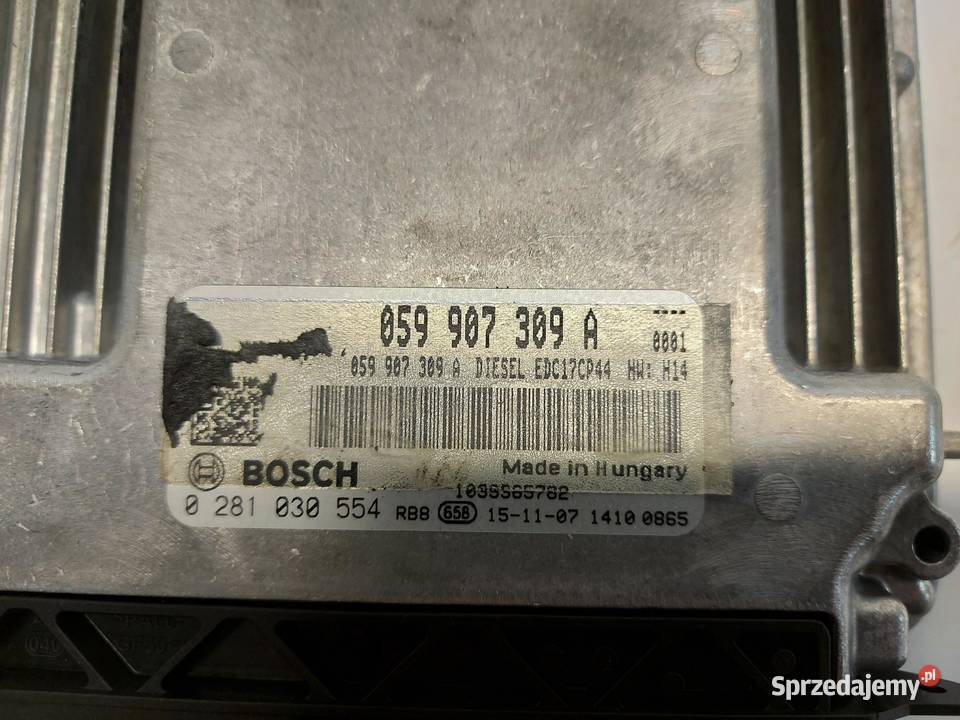 059 907 309 A
0001
059 907 309 A DIESEL EDC17CP44 HW: H14
BOSCH
Made in Hungary
1039S65782
0 281 030 554 RB8 658 15-11-07 1410 0865
Sprzedajemy.pl